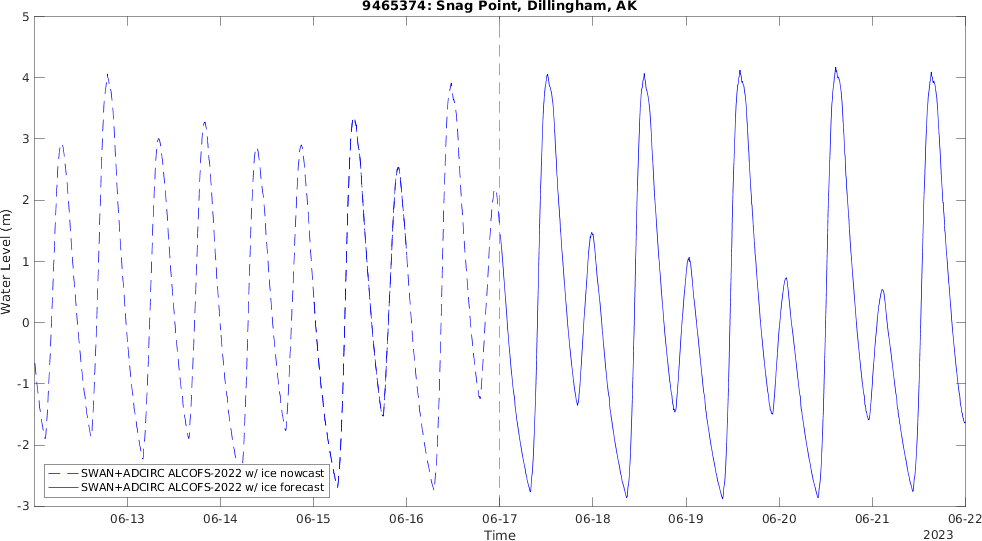 9465374: Snag Point, Dillingham, AK
Water Level (m)
5
4
3
2
1
0
-1
-2
-3
SWAN+ADCIRC ALCOFS-2022 w/ ice nowcast
SWAN+ADCIRC ALCOFS-2022 w/ ice forecast
06-13 06-14 06-15 06-16 06-17 06-18 06-19 06-20 06-21 06-22
Time
2023